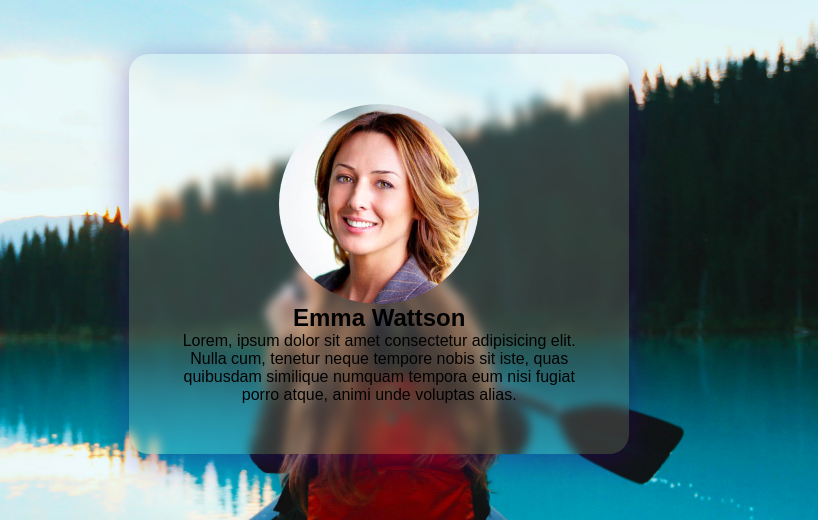 Emma Wattson
Lorem, ipsum dolor sit amet consectetur adipisicing elit.
Nulla cum, tenetur neque tempore nobis sit iste, quas
quibusdam similique numquam tempora eum nisi fugiat
porro atque, animi unde voluptas alias.